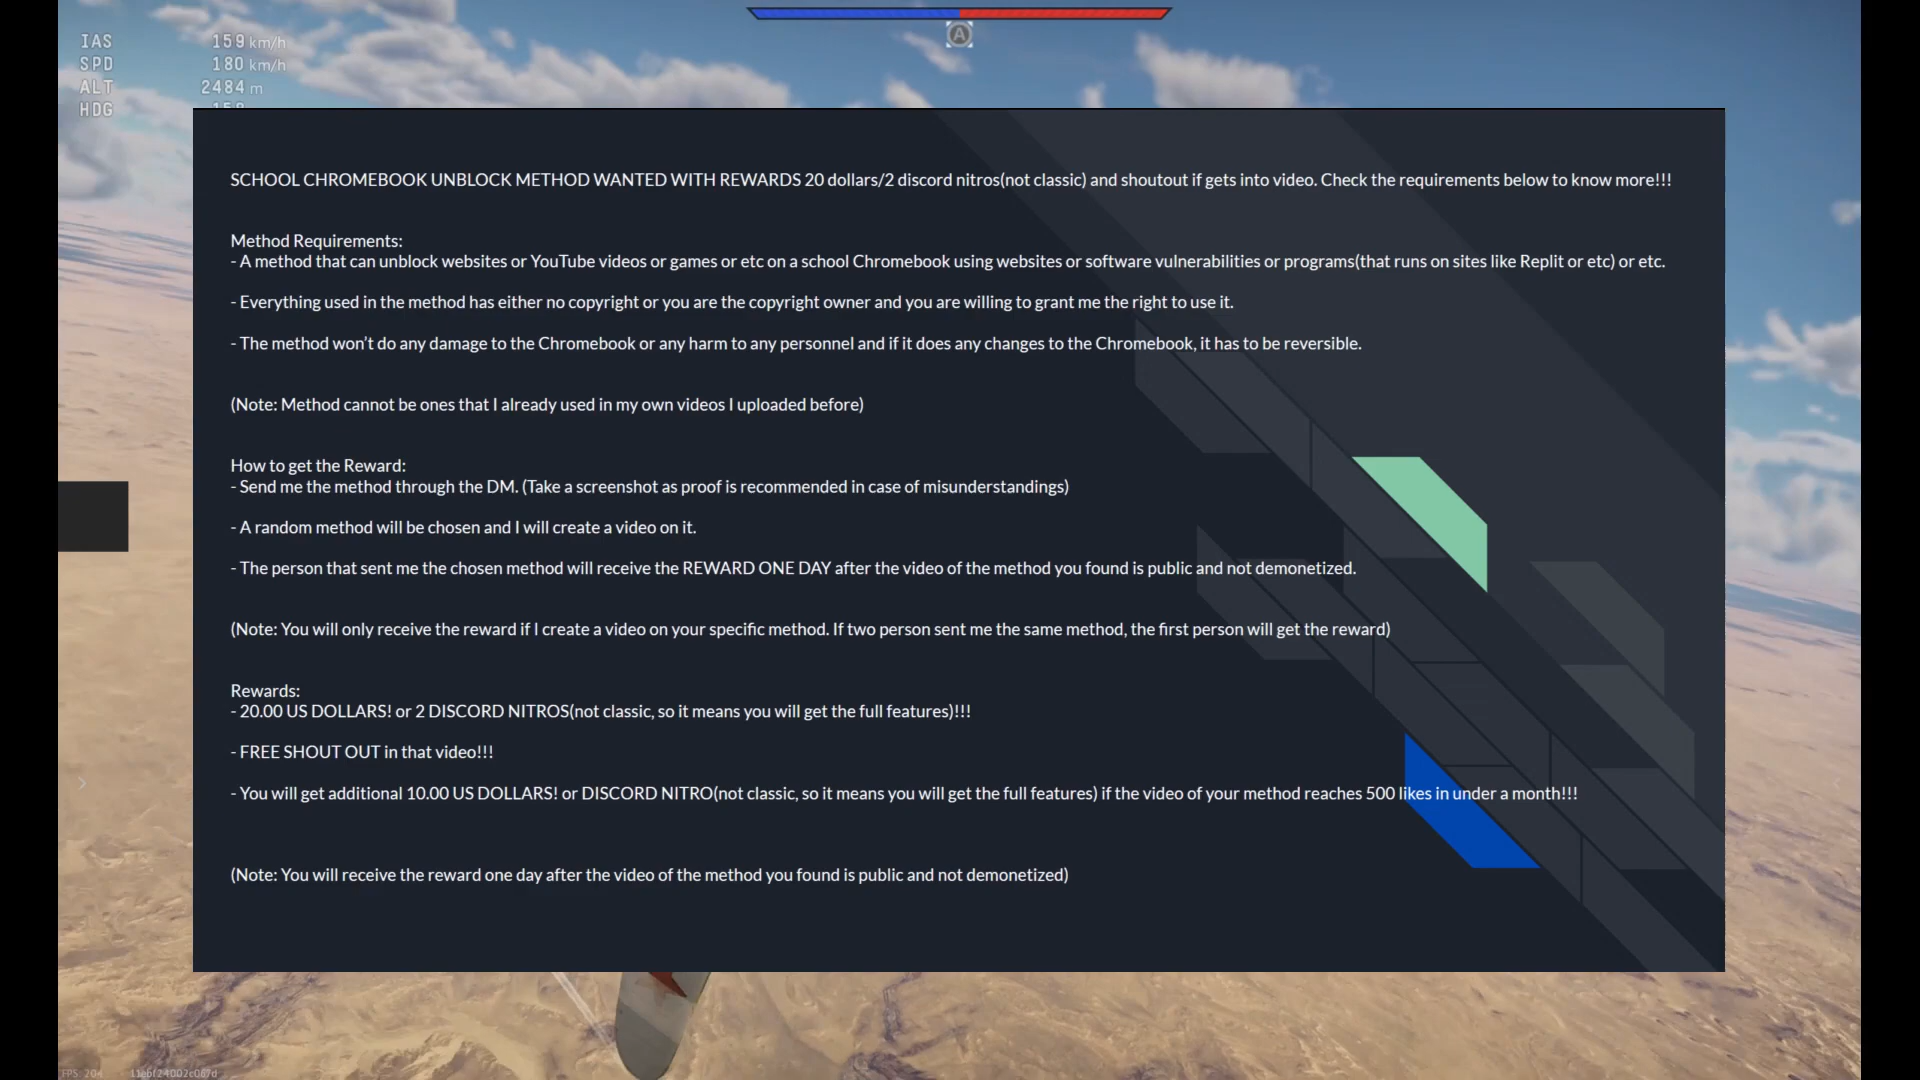 IAS 159 km/h
SPD 180 km/h
ALT 2484 m
HDG
A
SCHOOL CHROMEBOOK UNBLOCK METHOD WANTED WITH REWARDS 20 dollars/2 discord nitros(not classic) and shoutout if gets into video. Check the requirements below to know more!!!
Method Requirements:
- A method that can unblock websites or YouTube videos or games or etc on a school Chromebook using websites or software vulnerabilities or programs(that runs on sites like Replit or etc) or etc.
- Everything used in the method has either no copyright or you are the copyright owner and you are willing to grant me the right to use it.
- The method won't do any damage to the Chromebook or any harm to any personnel and if it does any changes to the Chromebook, it has to be reversible.
(Note: Method cannot be ones that I already used in my own videos I uploaded before)
How to get the Reward:
- Send me the method through the DM. (Take a screenshot as proof is recommended in case of misunderstandings)
- A random method will be chosen and I will create a video on it.
- The person that sent me the chosen method will receive the REWARD ONE DAY after the video of the method you found is public and not demonetized.
(Note: You will only receive the reward if I create a video on your specific method. If two person sent me the same method, the first person will get the reward)
Rewards:
- 20.00 US DOLLARS! or 2 DISCORD NITROS(not classic, so it means you will get the full features)!!!
- FREE SHOUT OUT in that video!!!
- You will get additional 10.00 US DOLLARS! or DISCORD NITRO(not classic, so it means you will get the full features) if the video of your method reaches 500 likes in under a month!!!
(Note: You will receive the reward one day after the video of the method you found is public and not demonetized)
FPS: 204